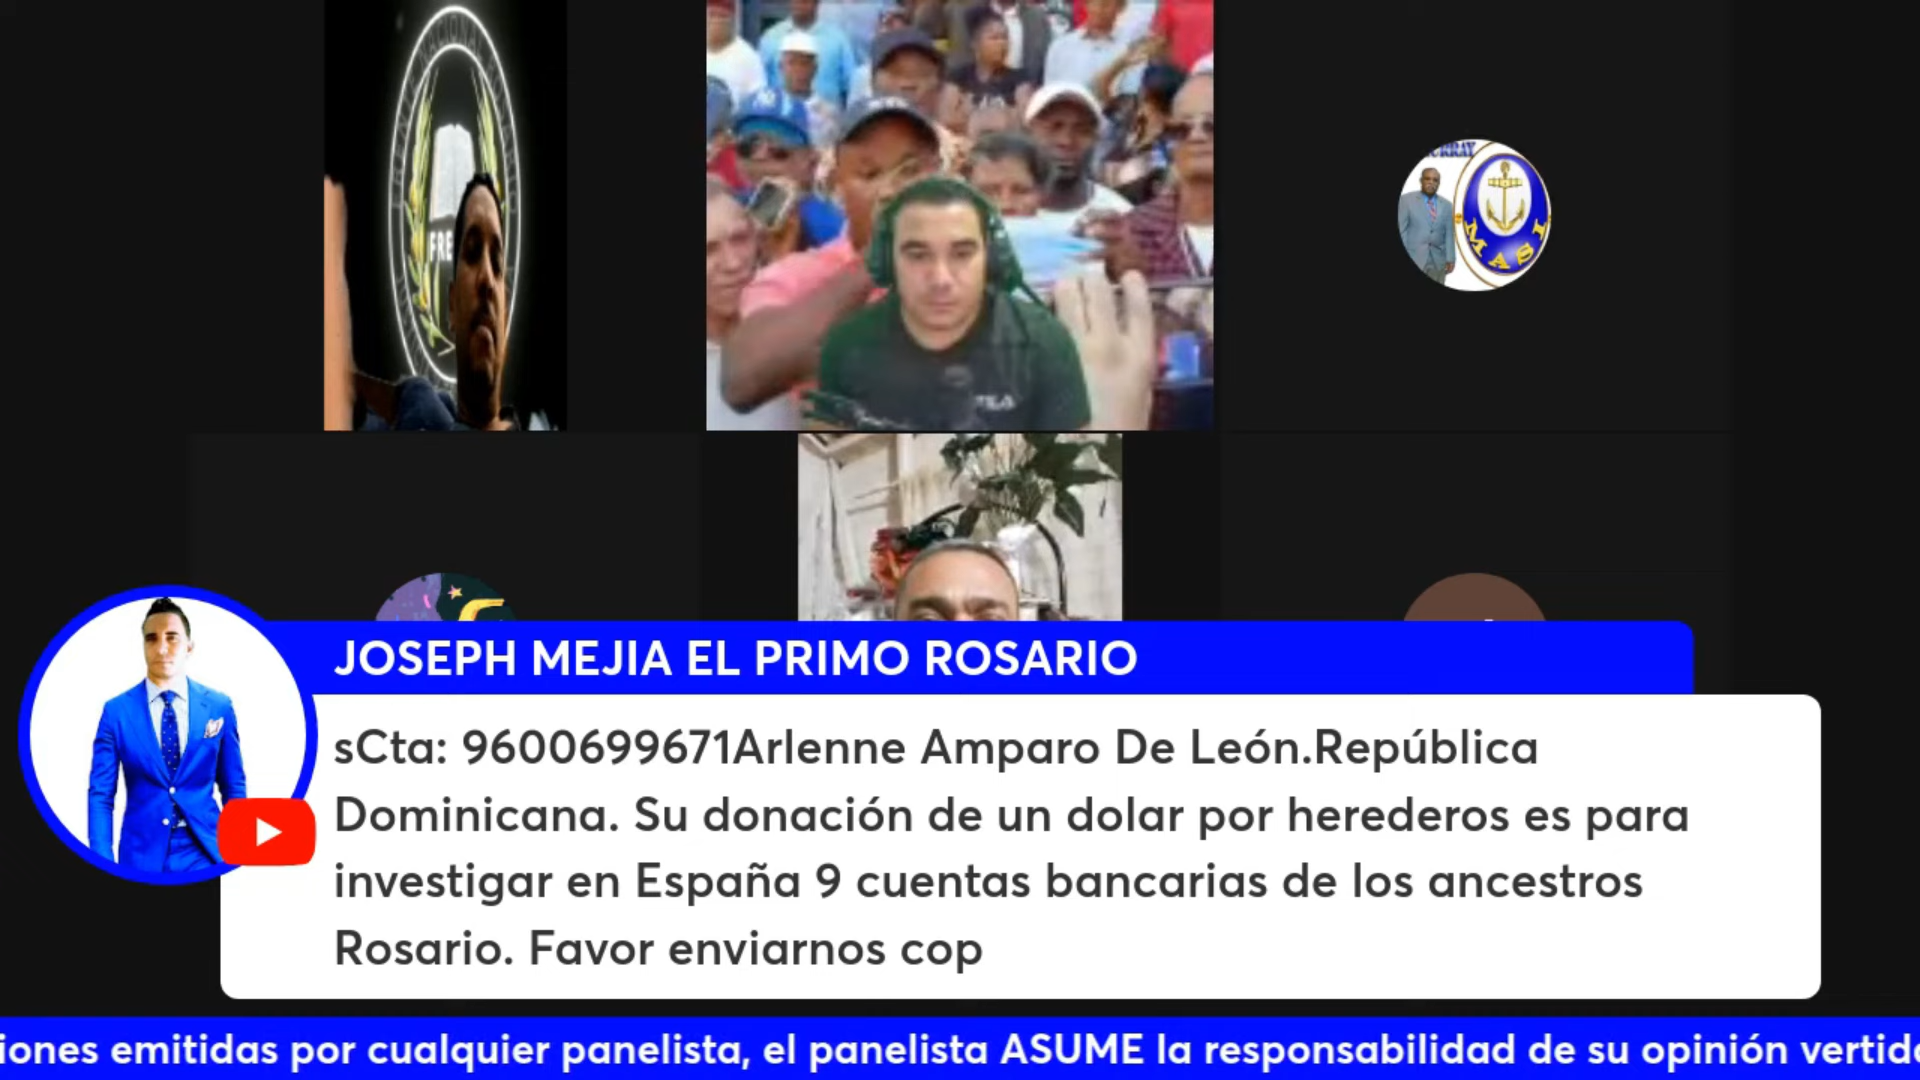 FRE
MASI
JOSEPH MEJIA EL PRIMO ROSARIO
sCta: 9600699671Arlenne Amparo De León.República
Dominicana. Su donación de un dolar por herederos es para
investigar en España 9 cuentas bancarias de los ancestros
Rosario. Favor enviarnos cop
iones emitidas por cualquier panelista, el panelista ASUME la responsabilidad de su opinión vertid